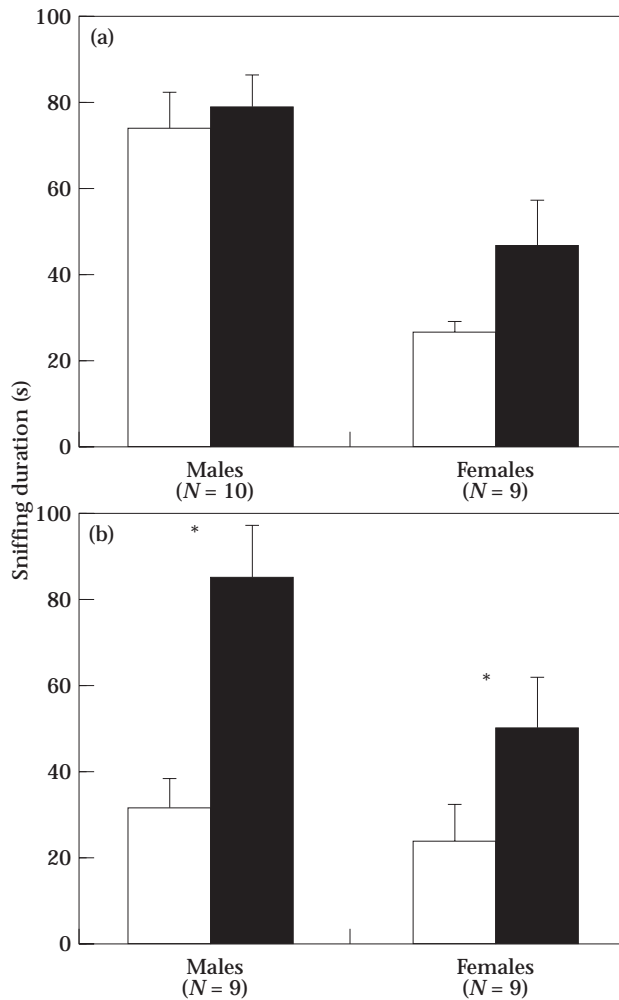 Sniffing duration (s)
(a)
100
80
60
40
20
0
Males Females
(N = 10) (N = 9)
(b)
100
80
60
40
20
0
* *
Males Females
(N = 9) (N = 9)